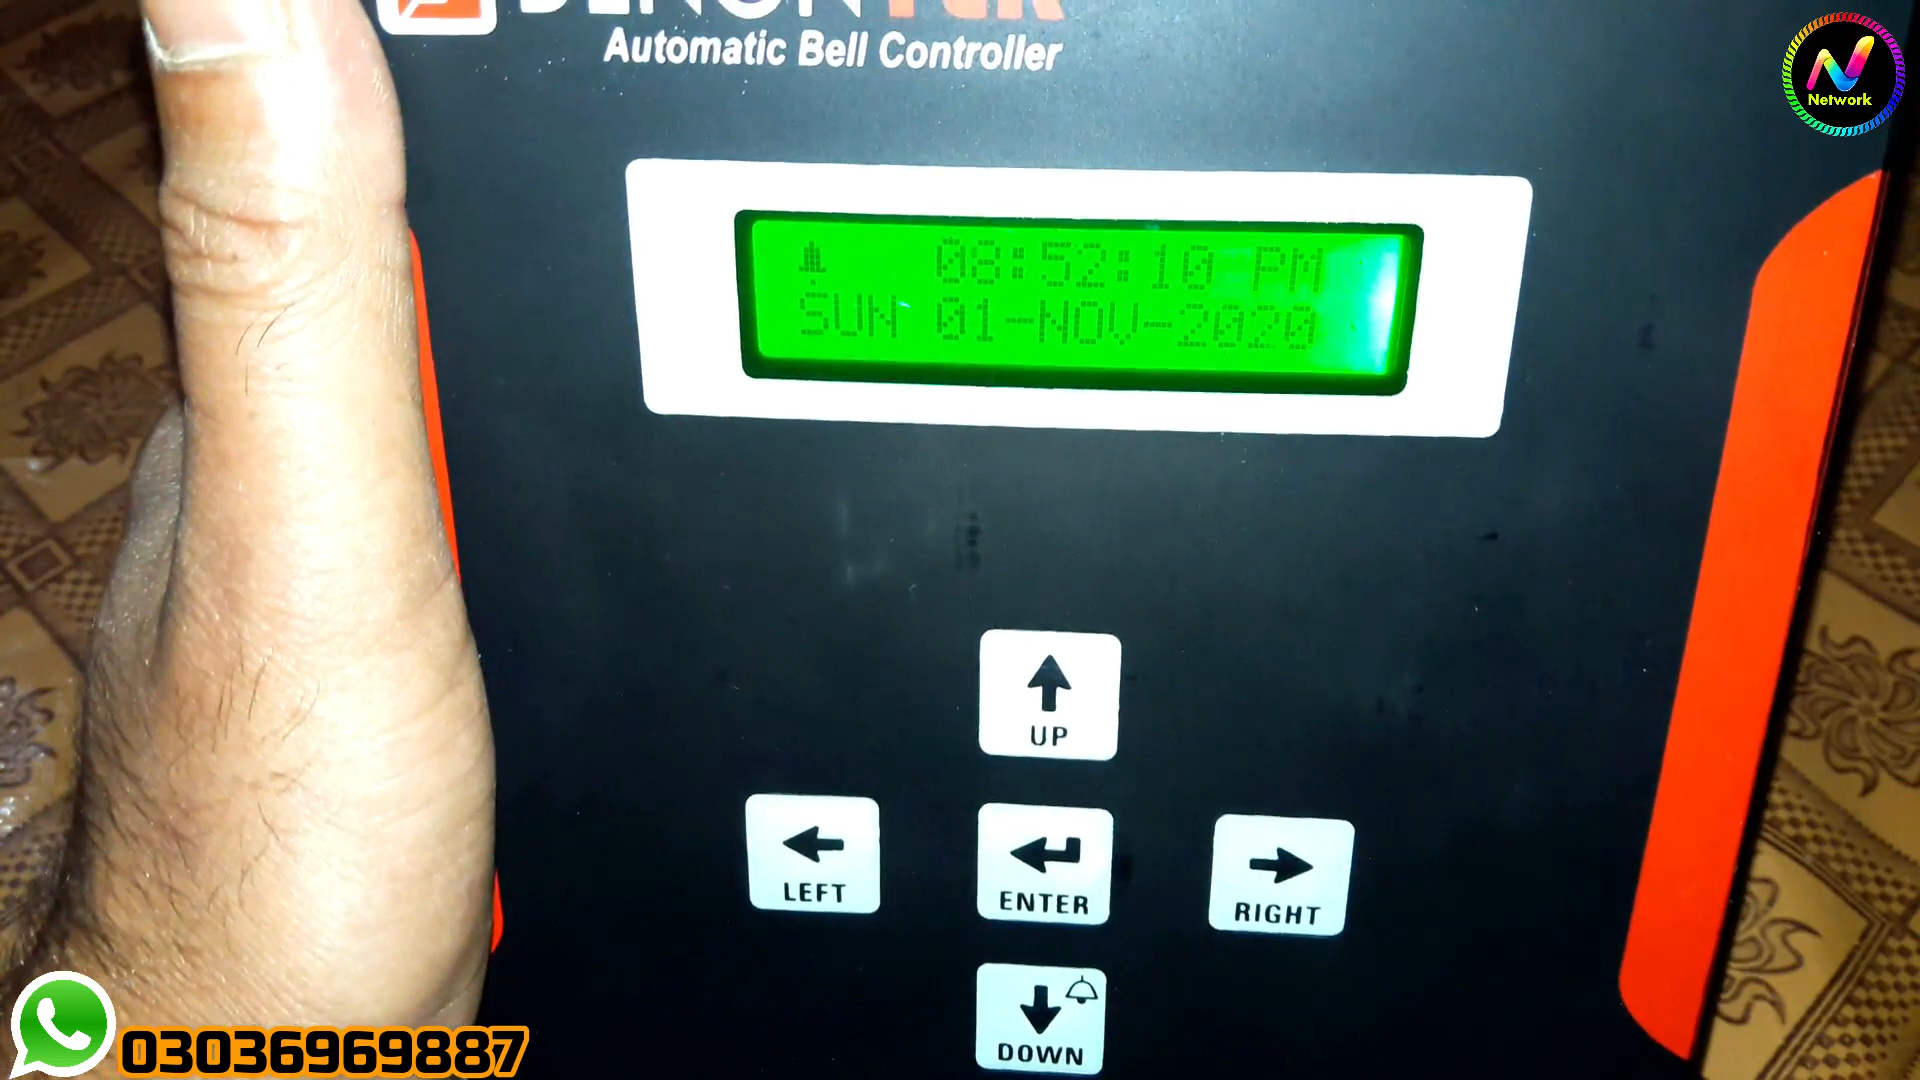 Automatic Bell Controller
N
Network
08:52:10 PM
SUN 01-NOV-2020
UP
LEFT
ENTER
RIGHT
DOWN
03036969887